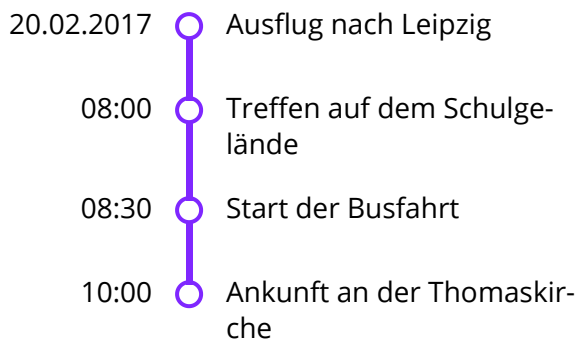 20.02.2017 Ausflug nach Leipzig
08:00 Treffen auf dem Schulge-
lände
08:30 Start der Busfahrt
10:00 Ankunft an der Thomaskir-
che